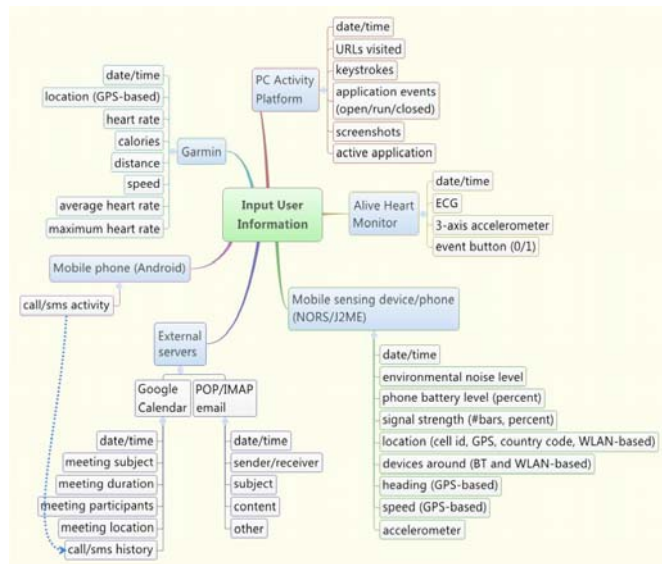 Input User
Information
PC Activity
Platform
date/time
URLs visited
keystrokes
application events
(open/run/closed)
screenshots
active application
Garmin
date/time
location (GPS-based)
heart rate
calories
distance
speed
average heart rate
maximum heart rate
Alive Heart
Monitor
date/time
ECG
3-axis accelerometer
event button (0/1)
Mobile phone (Android)
call/sms activity
Mobile sensing device/phone
(NORS/J2ME)
date/time
environmental noise level
phone battery level (percent)
signal strength (#bars, percent)
location (cell id, GPS, country code, WLAN-based)
devices around (BT and WLAN-based)
heading (GPS-based)
speed (GPS-based)
accelerometer
External
servers
Google
Calendar
date/time
meeting subject
meeting duration
meeting participants
meeting location
call/sms history
POP/IMAP
email
date/time
sender/receiver
subject
content
other